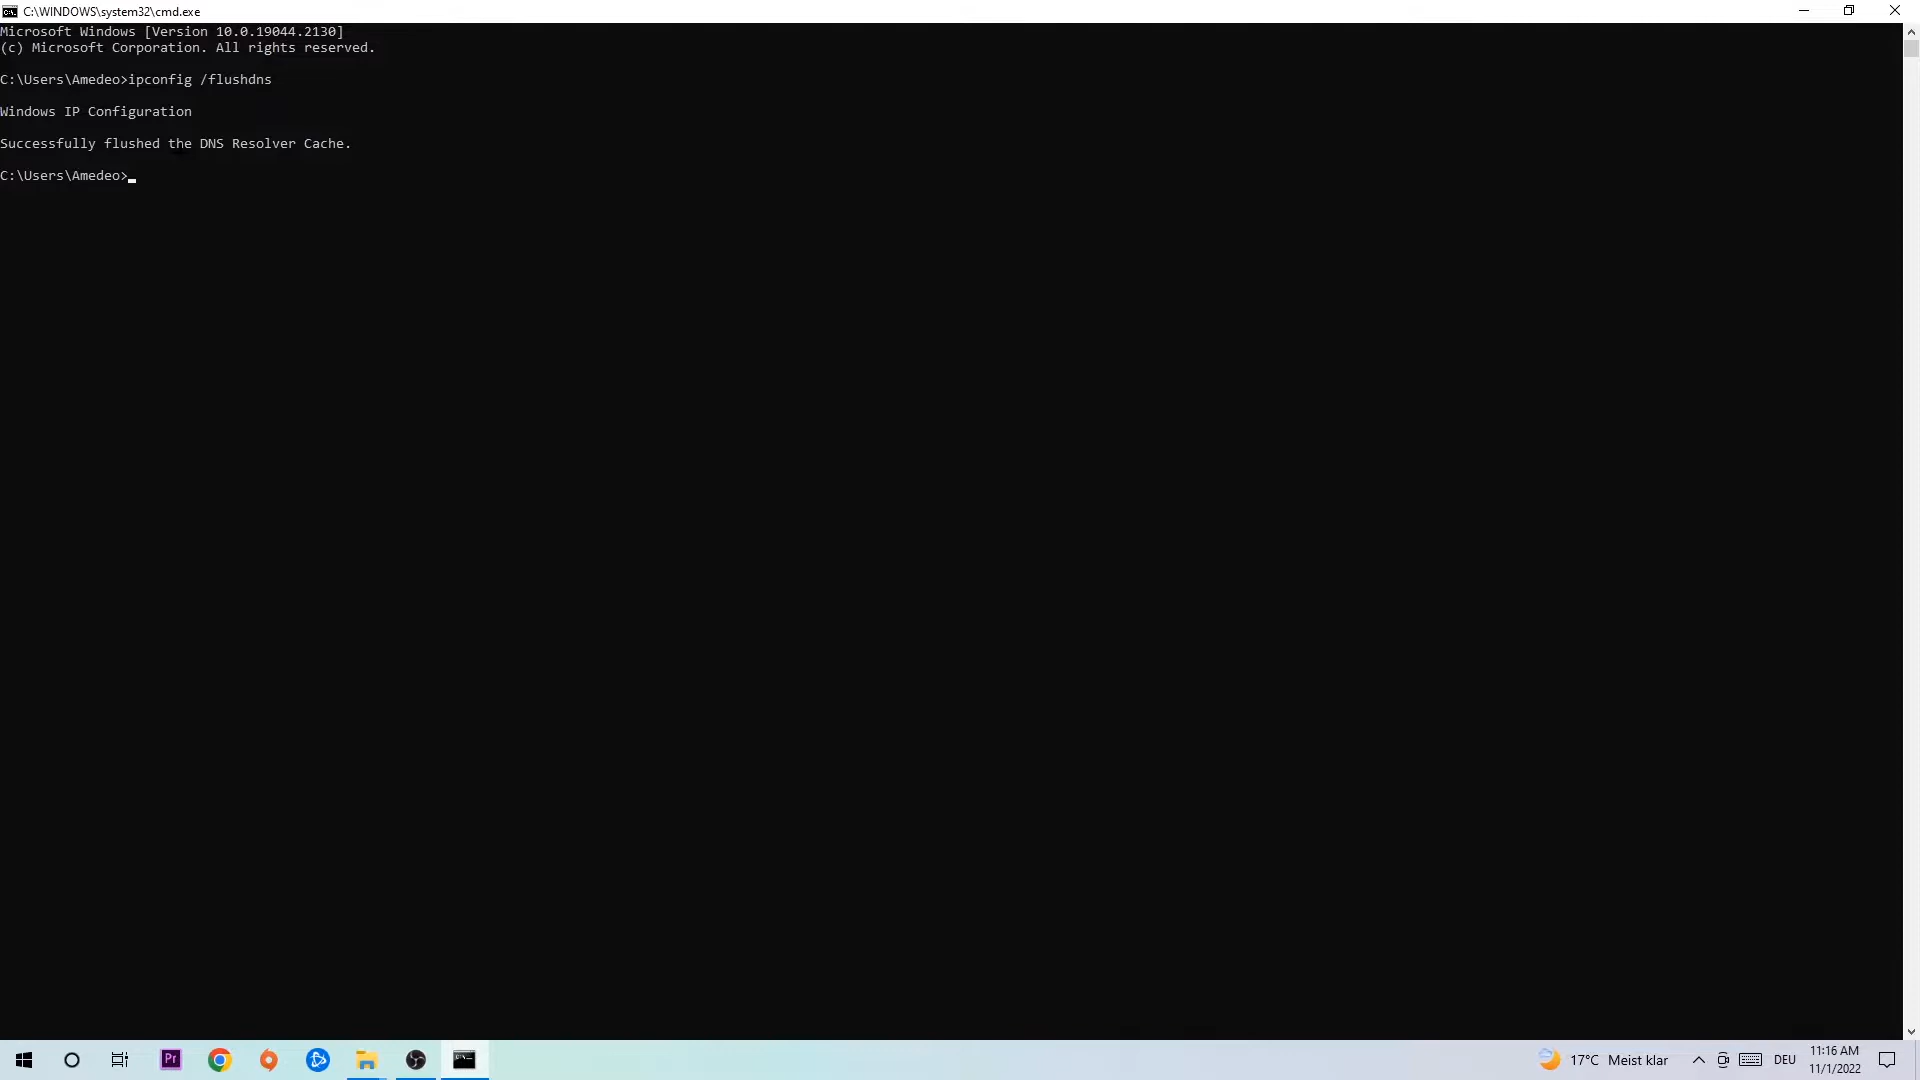 C:\WINDOWS\system32\cmd.exe
Microsoft Windows [Version 10.0.19044.2130]
(c) Microsoft Corporation. All rights reserved.
C:\Users\Amedeo>ipconfig /flushdns
Windows IP Configuration
Successfully flushed the DNS Resolver Cache.
C:\Users\Amedeo>
Pr
17°C Meist klar
DEU
11:16 AM
11/1/2022